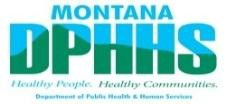 MONTANA
DPHHS
Healthy People. Healthy Communities.
Department of Public Health & Human Services